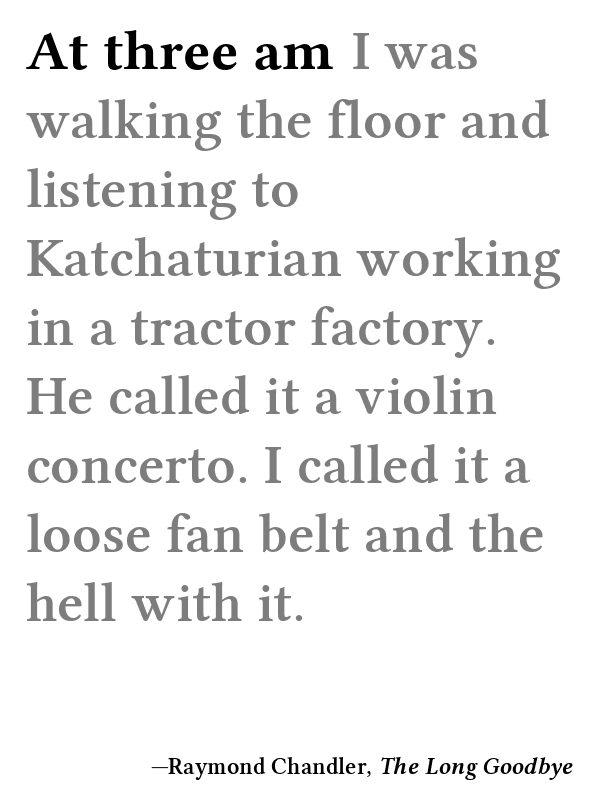 At three am I was
walking the floor and
listening to
Katchaturian working
in a tractor factory.
He called it a violin
concerto. I called it a
loose fan belt and the
hell with it.
—Raymond Chandler, The Long Goodbye